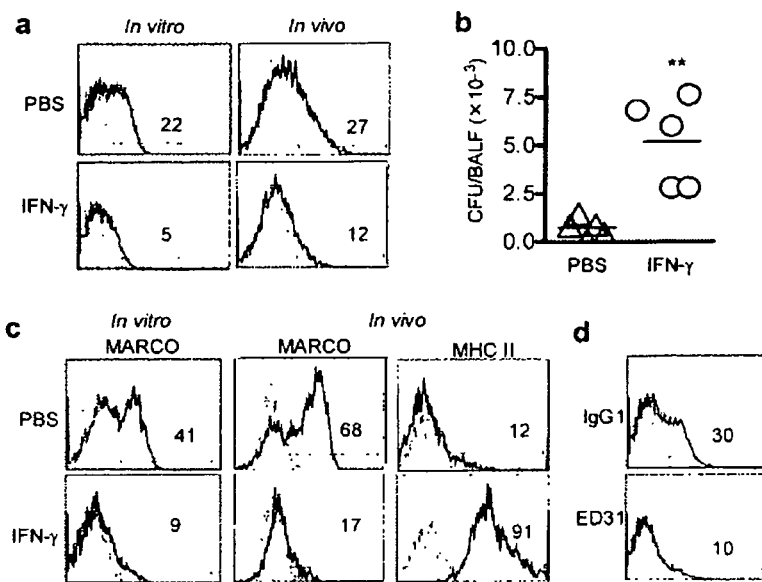 a
In vitro
In vivo
PBS
22
27
IFN-γ
5
12
b
CFU/BALF (×10⁻³)
10.0
7.5
5.0
2.5
0.0
**
PBS
IFN-γ
c
In vitro
In vivo
MARCO
MARCO
MHC II
PBS
41
68
12
IFN-γ
9
17
91
d
IgG1
30
ED31
10